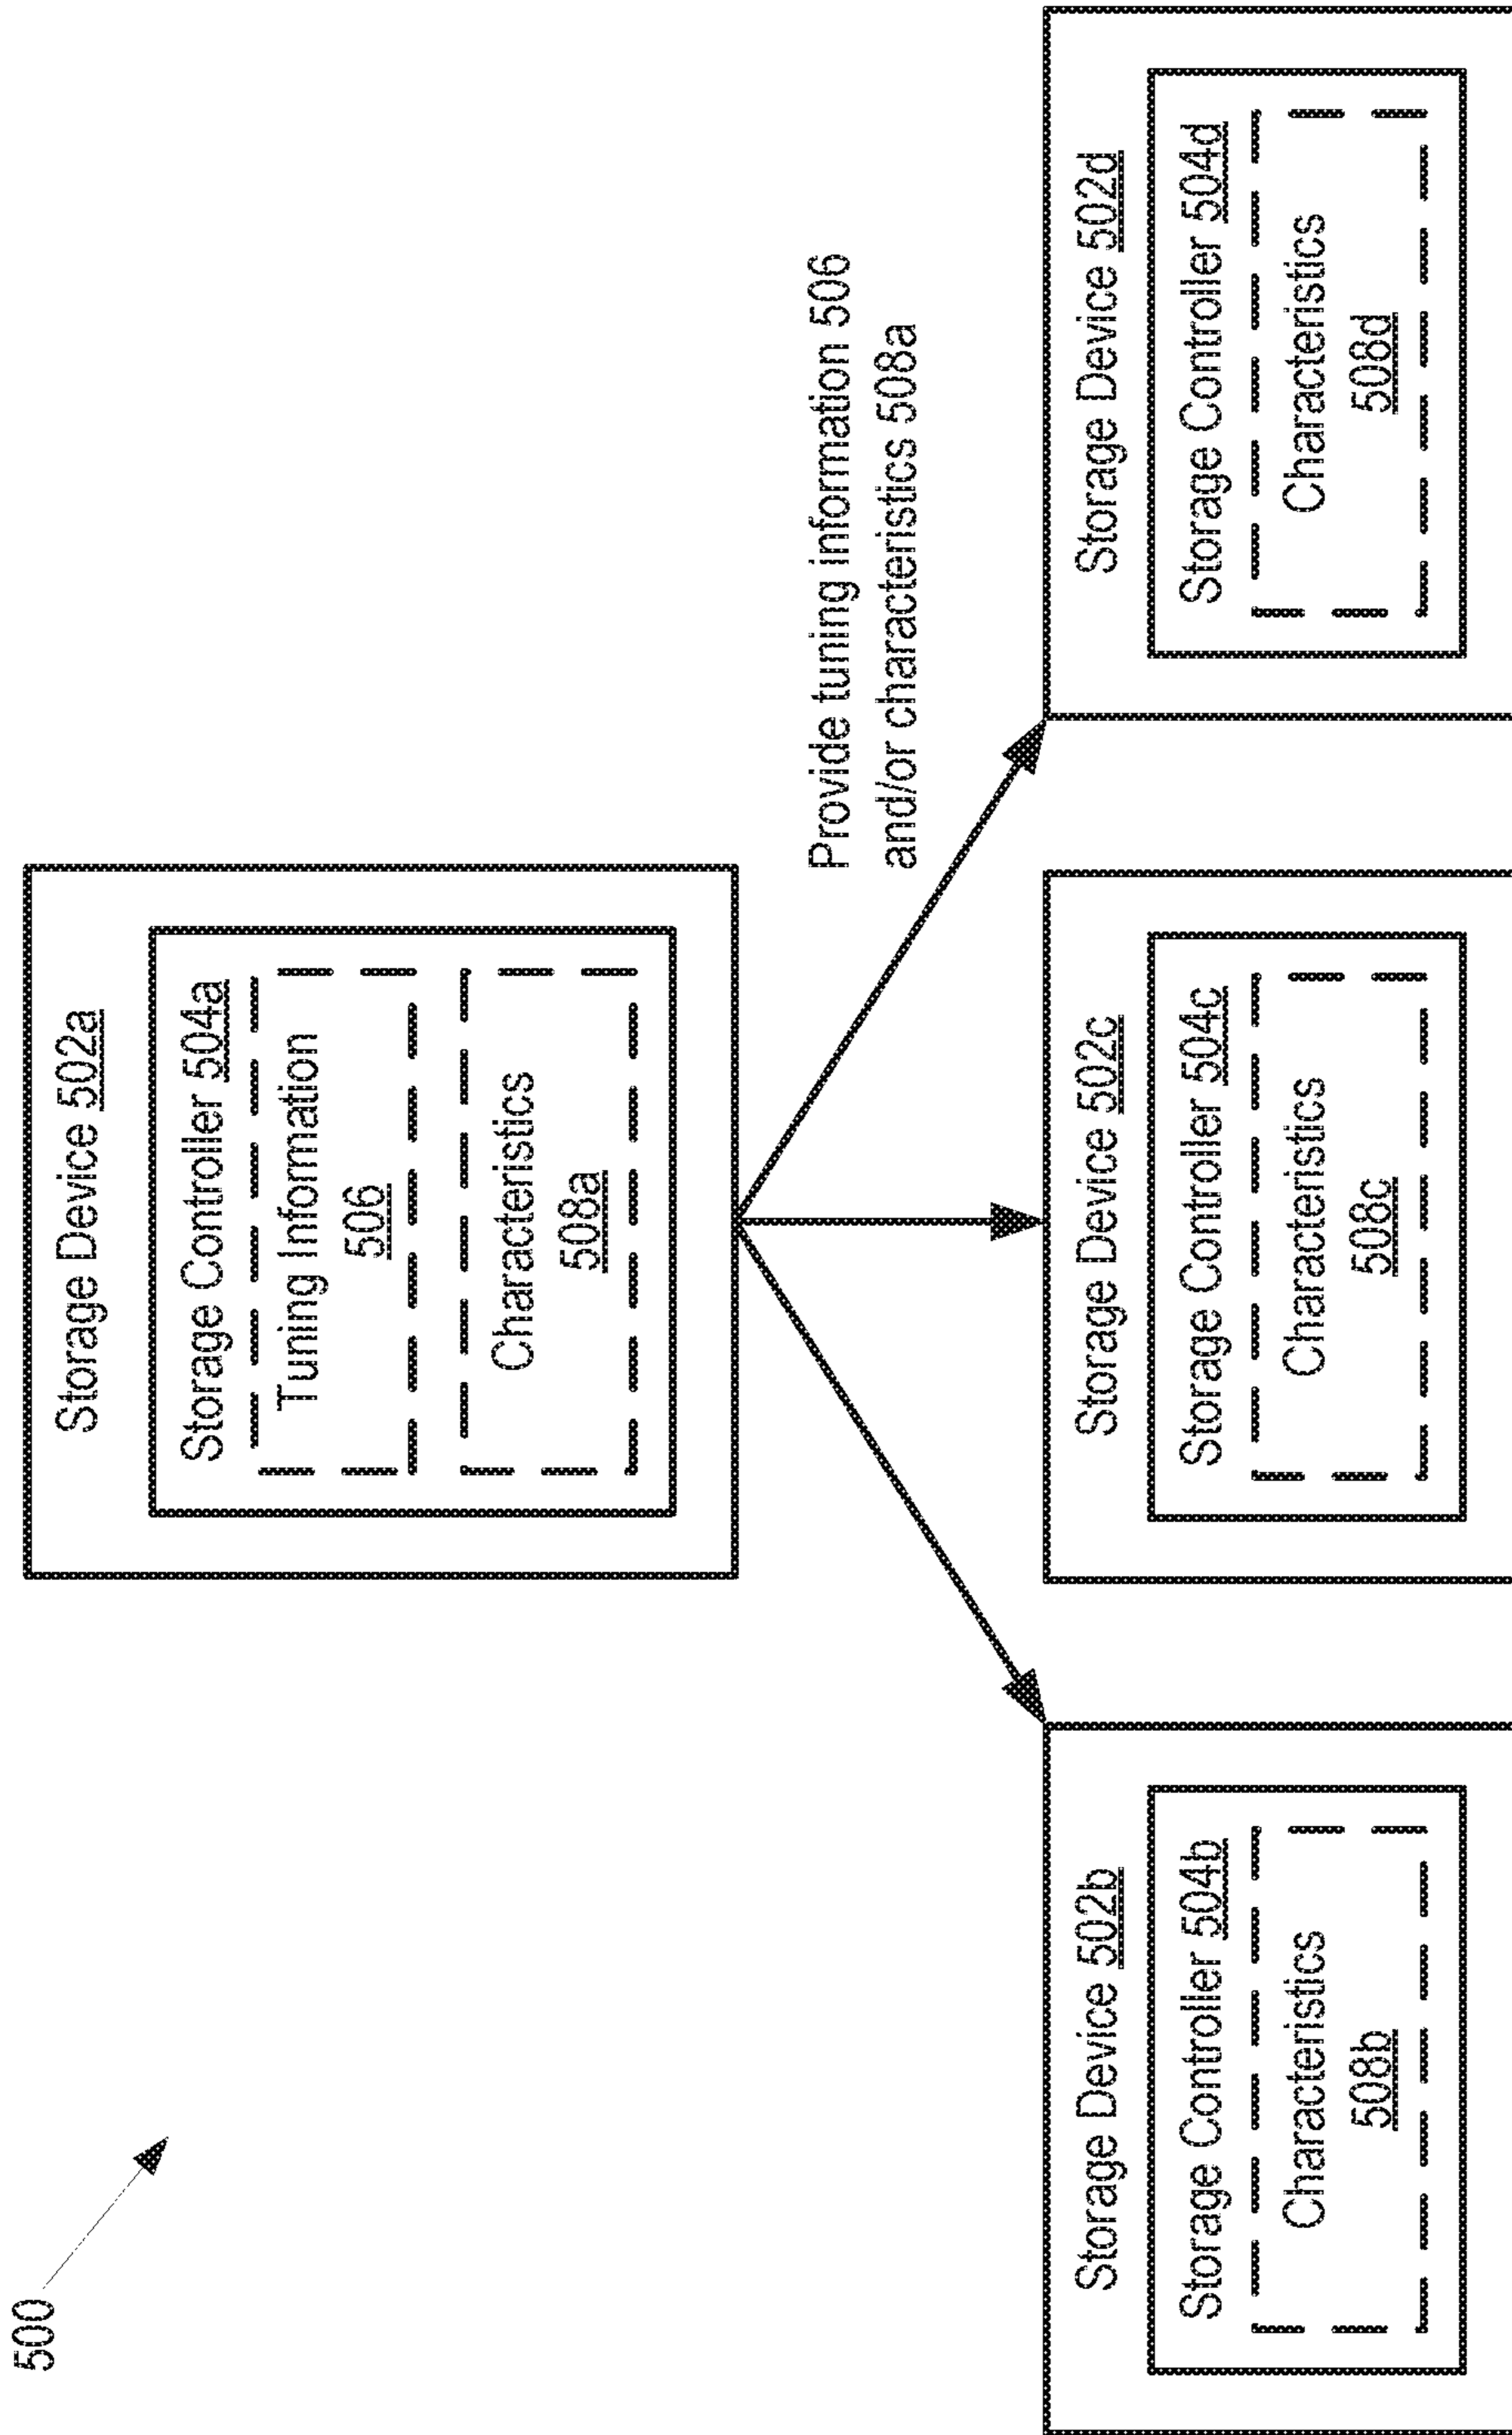 500
Storage Device 502a
Storage Controller 504a
Tuning Information
506
Characteristics
508a
Provide tuning information 506
and/or characteristics 508a
Storage Device 502b
Storage Controller 504b
Characteristics
508b
Storage Device 502c
Storage Controller 504c
Characteristics
508c
Storage Device 502d
Storage Controller 504d
Characteristics
508d